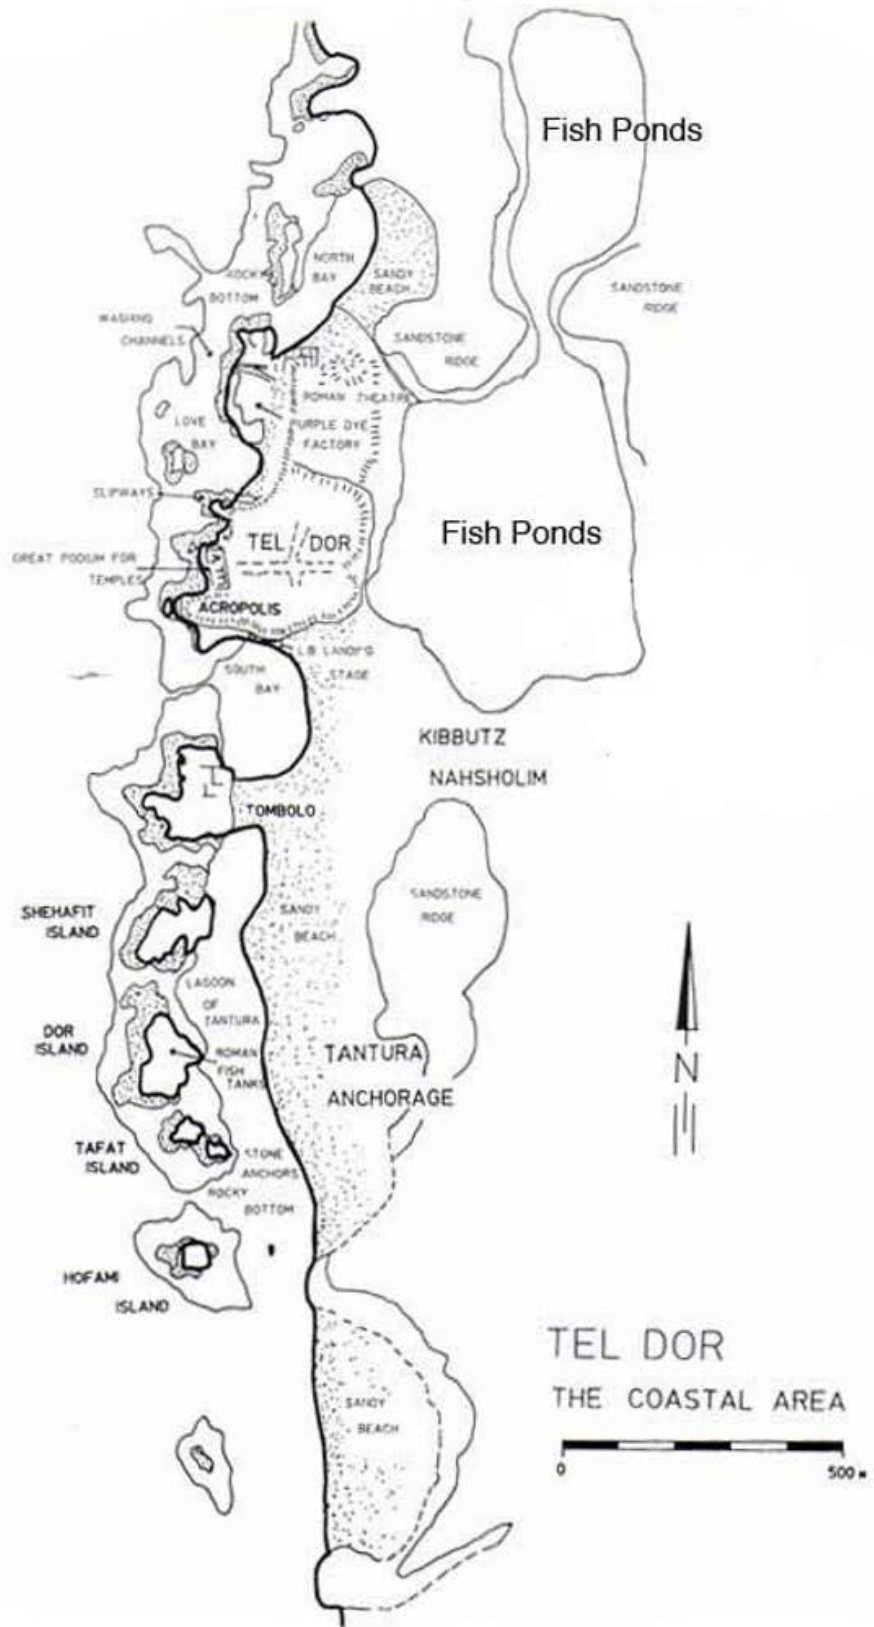 Fish Ponds
NORTH
BAY
ROCKY
BOTTOM
SANDY
BEACH
SANDSTONE
RIDGE
WASHING
CHANNELS
SANDSTONE
RIDGE
ROMAN THEATRE
LOVE
BAY
PURPLE DYE
FACTORY
SLIPWAYS
TEL DOR
Fish Ponds
GREAT PODIUM FOR
TEMPLES
ACROPOLIS
LB LAND'G
STAGE
SOUTH
BAY
KIBBUTZ
NAHSHOLIM
TOMBOLO
SANDSTONE
RIDGE
SHEHAFIT
ISLAND
SANDY
BEACH
LAGOON
OF
TANTURA
DOR
ISLAND
ROMAN
FISH
TANKS
TANTURA
ANCHORAGE
N
TAFAT
ISLAND
STONE
ANCHORS
ROCKY
BOTTOM
HOFAMI
ISLAND
TEL DOR
THE COASTAL AREA
SANDY
BEACH
0 500 M